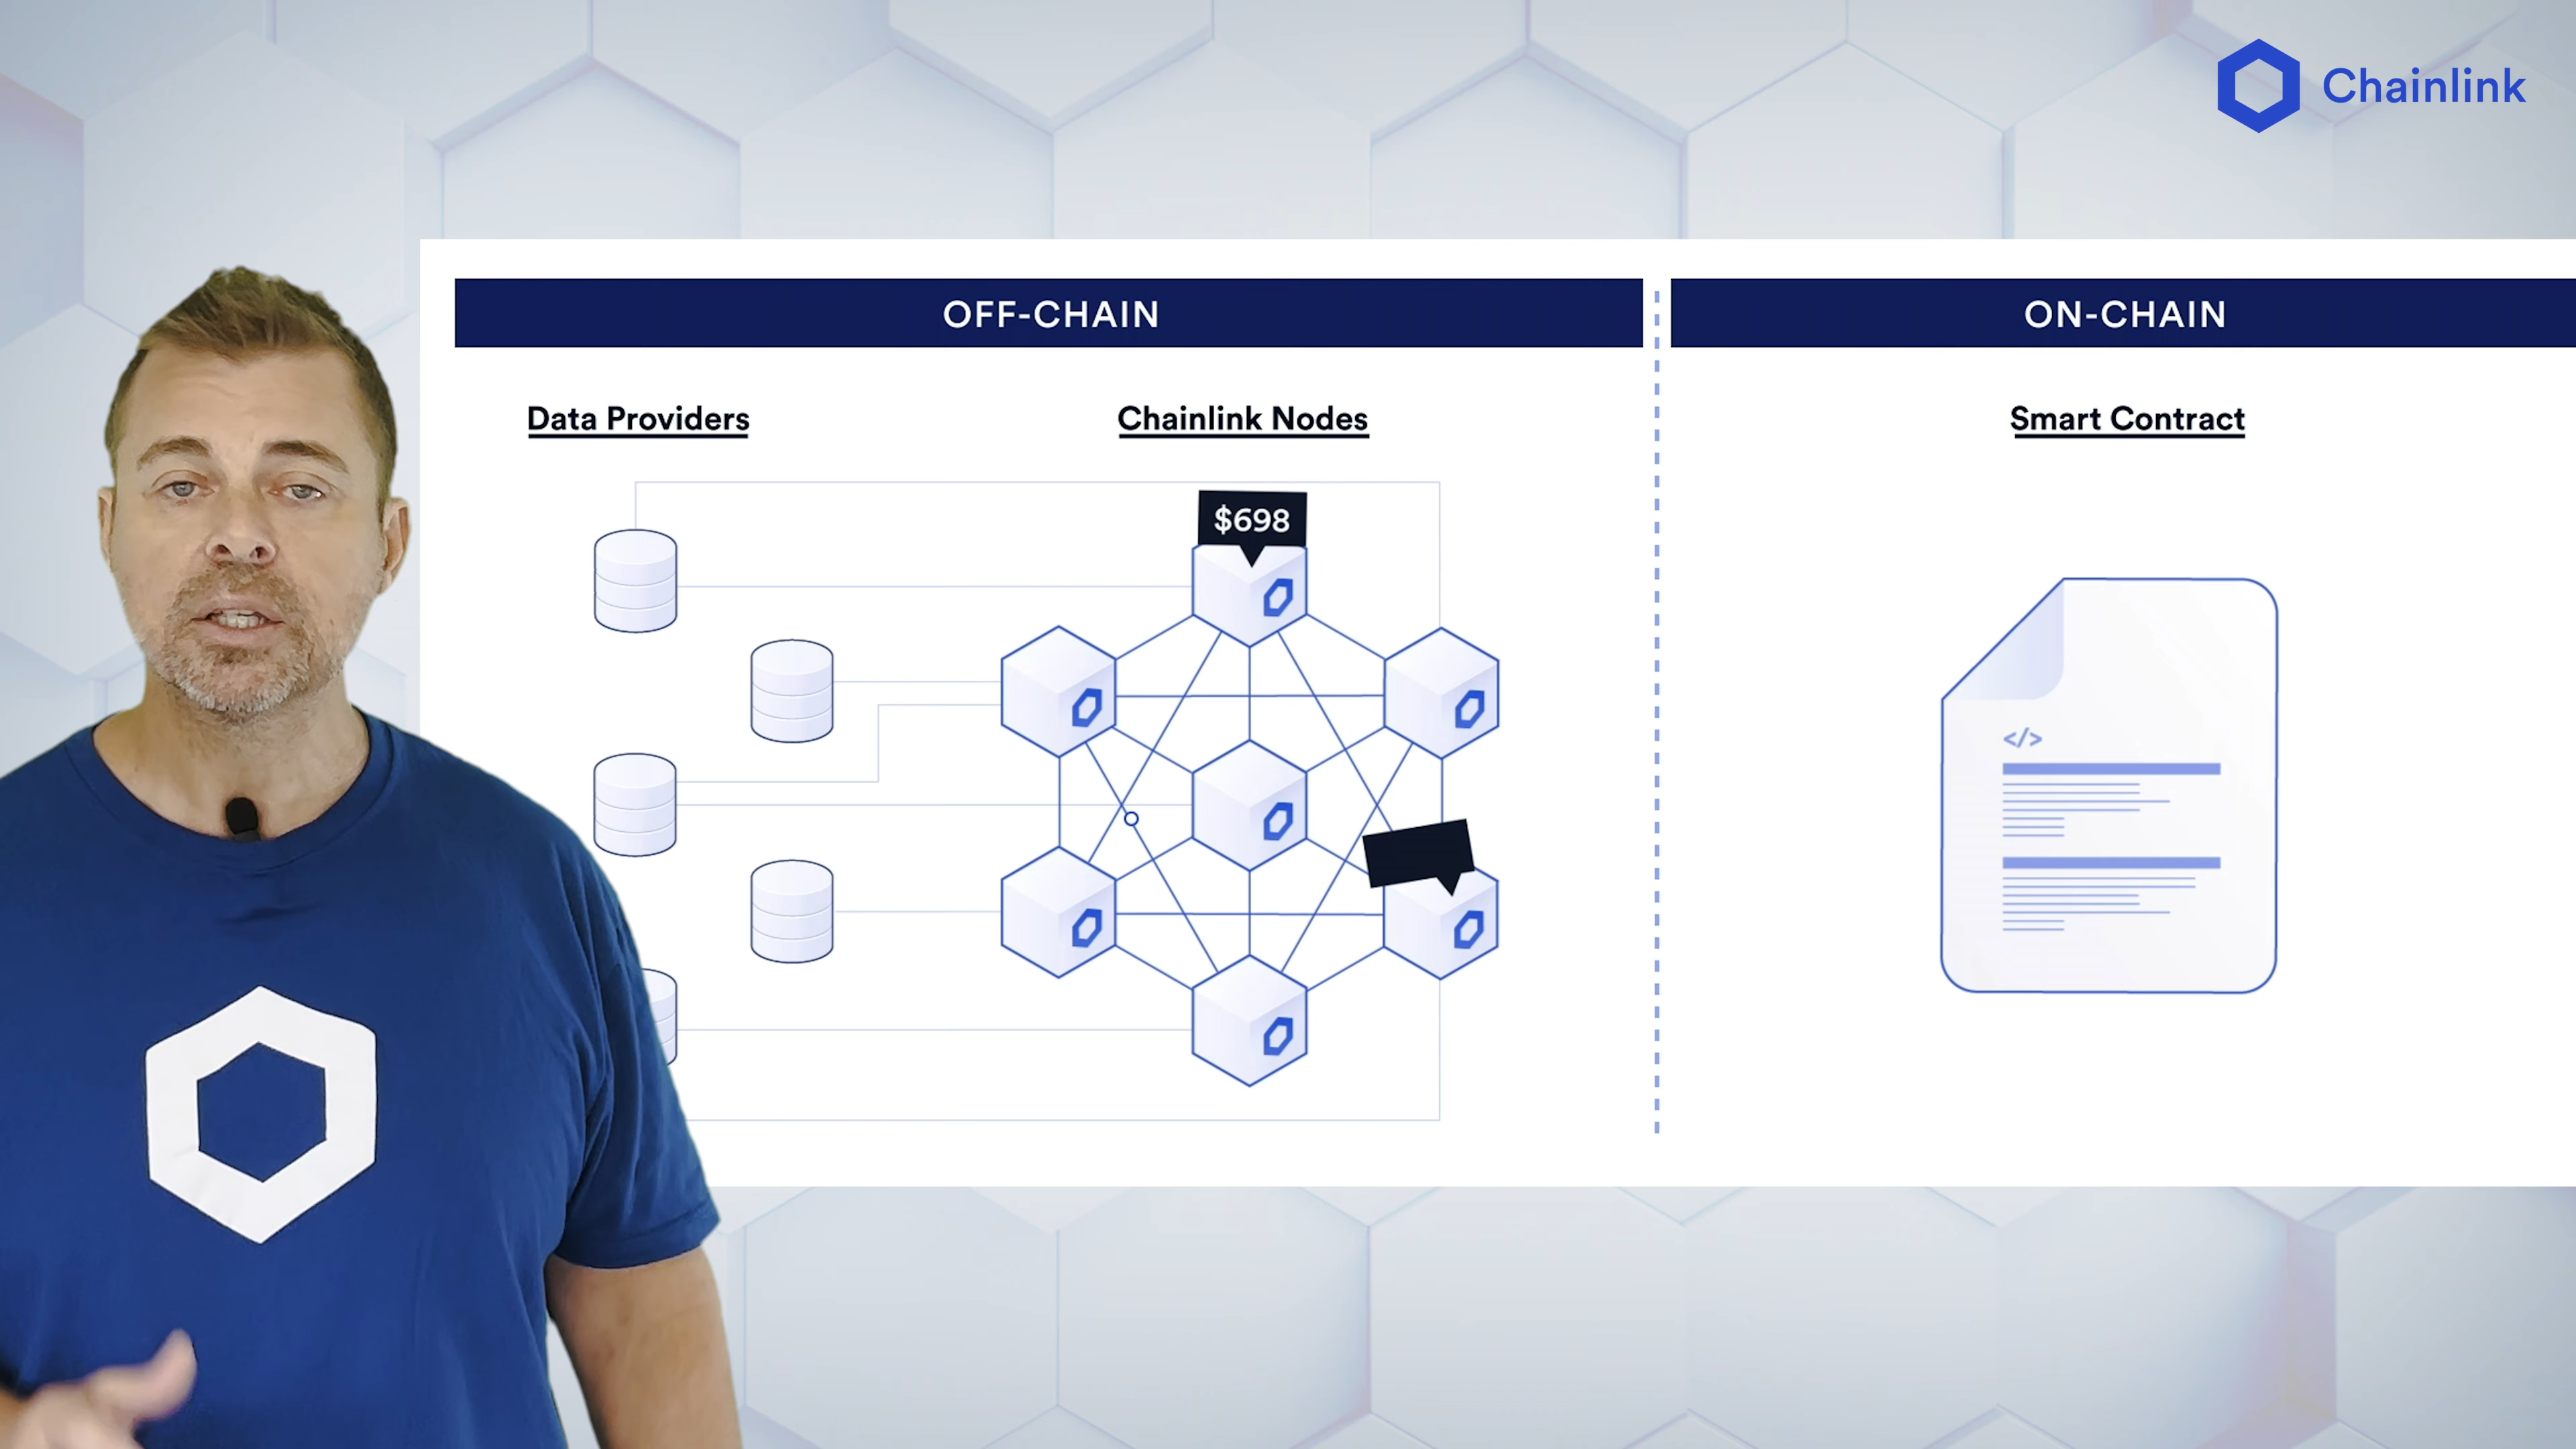 Chainlink
OFF-CHAIN
ON-CHAIN
Data Providers
Chainlink Nodes
Smart Contract
$698
</>